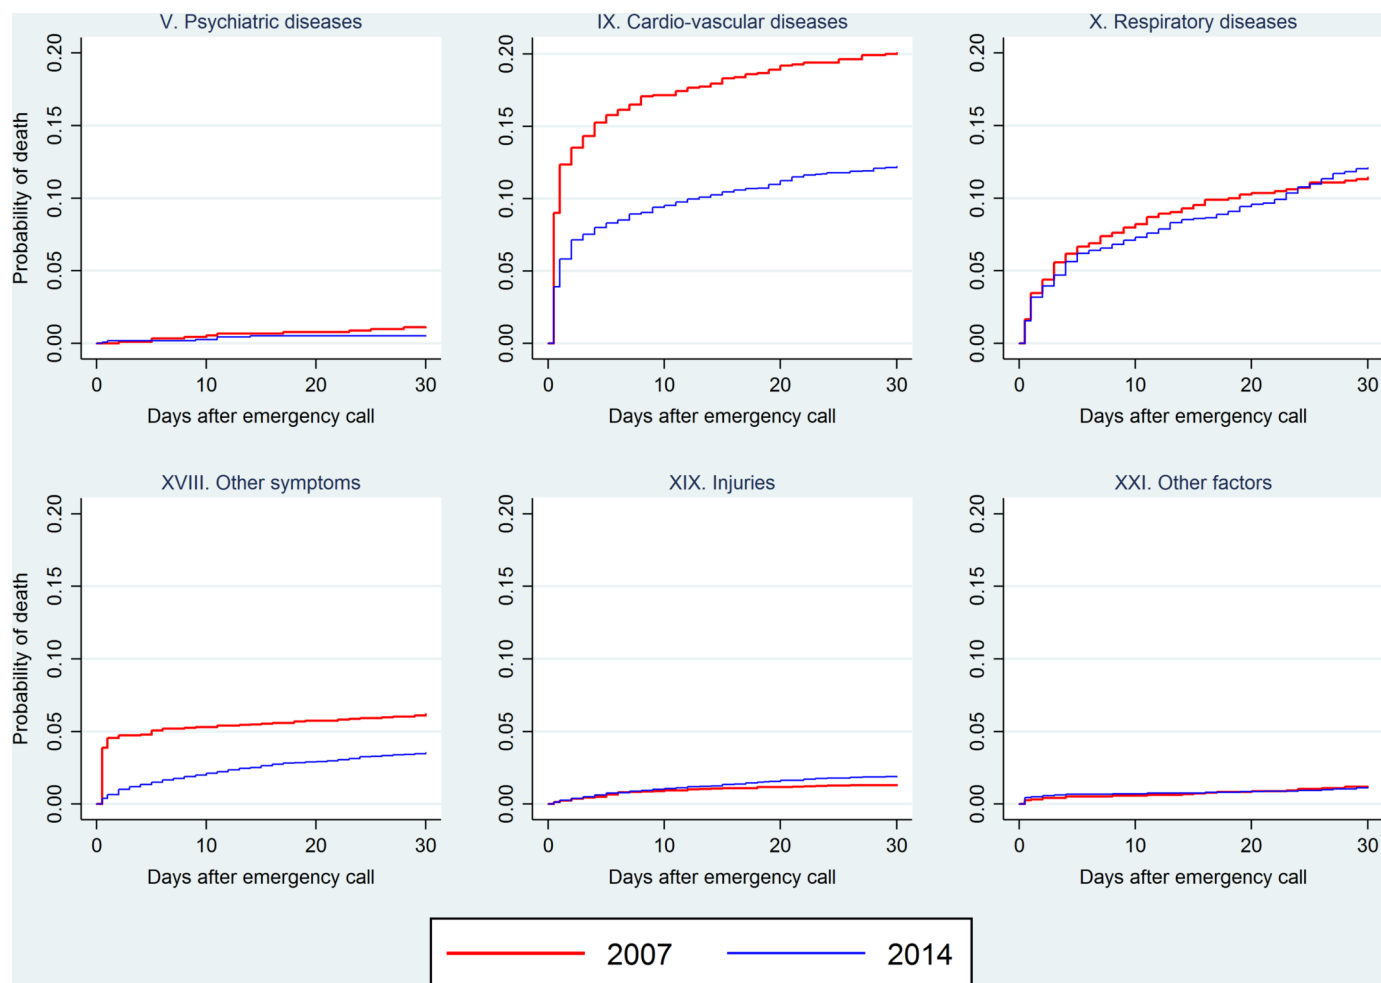 V. Psychiatric diseases
IX. Cardio-vascular diseases
X. Respiratory diseases
Probability of death
0.20
0.15
0.10
0.05
0.00
0 10 20 30
Days after emergency call
0.20
0.15
0.10
0.05
0.00
0 10 20 30
Days after emergency call
0.20
0.15
0.10
0.05
0.00
0 10 20 30
Days after emergency call
XVIII. Other symptoms
XIX. Injuries
XXI. Other factors
Probability of death
0.20
0.15
0.10
0.05
0.00
0 10 20 30
Days after emergency call
0.20
0.15
0.10
0.05
0.00
0 10 20 30
Days after emergency call
0.20
0.15
0.10
0.05
0.00
0 10 20 30
Days after emergency call
2007 2014